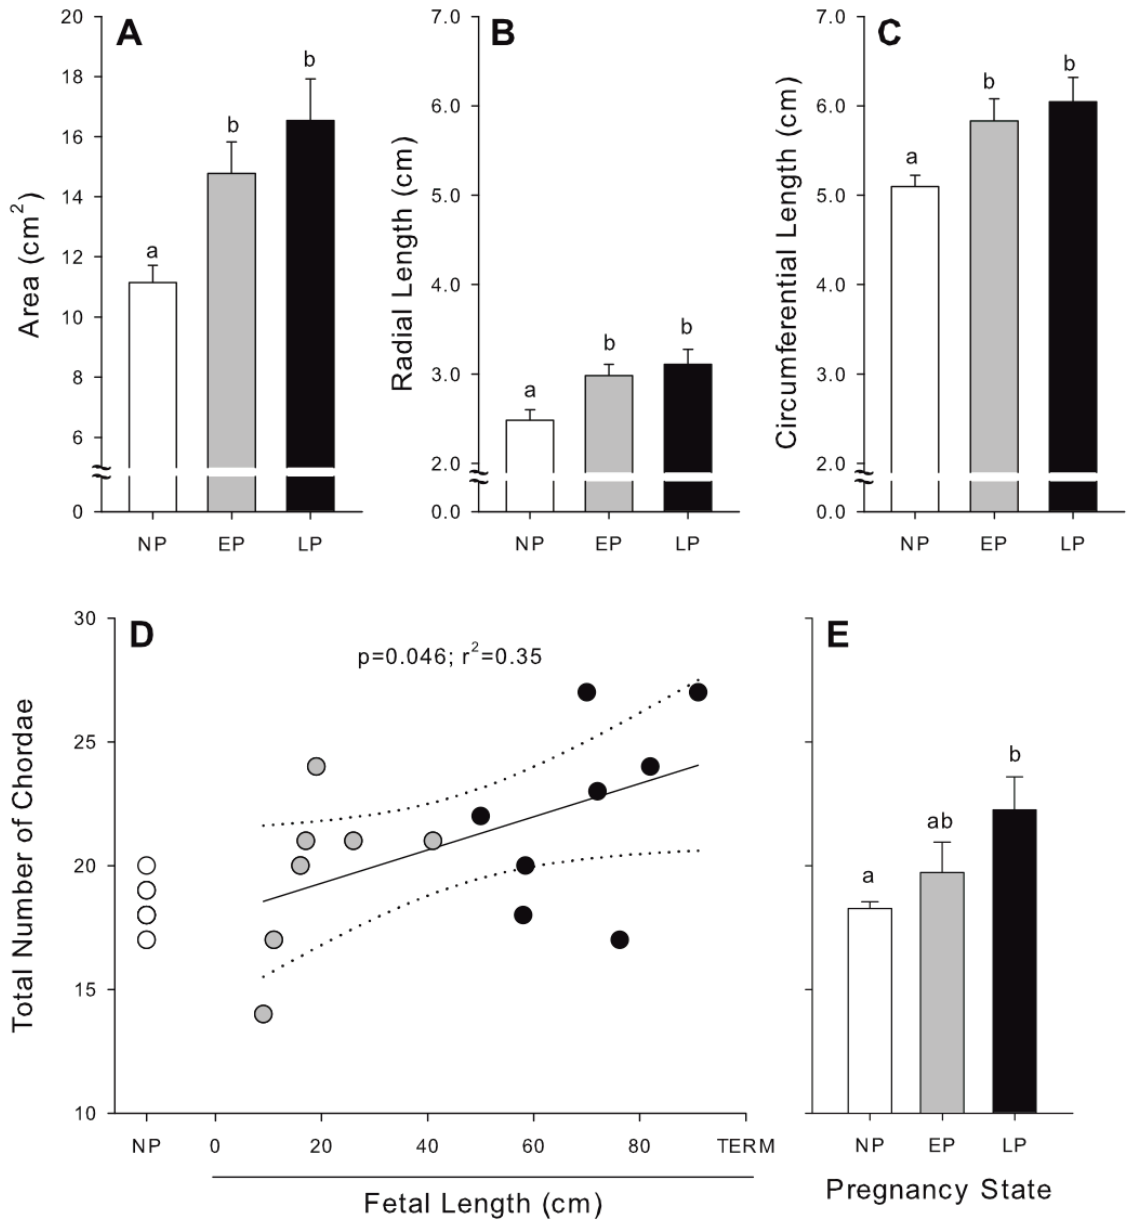 A
20
18
16
14
12
10
8
6
0
Area (cm²)
a
b
b
NP EP LP
B
7.0
6.0
5.0
4.0
3.0
2.0
0.0
Radial Length (cm)
a
b
b
NP EP LP
C
7.0
6.0
5.0
4.0
3.0
2.0
0.0
Circumferential Length (cm)
a
b
b
NP EP LP
D
p=0.046; r²=0.35
30
25
20
15
10
Total Number of Chordae
NP 0 20 40 60 80 TERM
Fetal Length (cm)
E
a
ab
b
NP EP LP
Pregnancy State